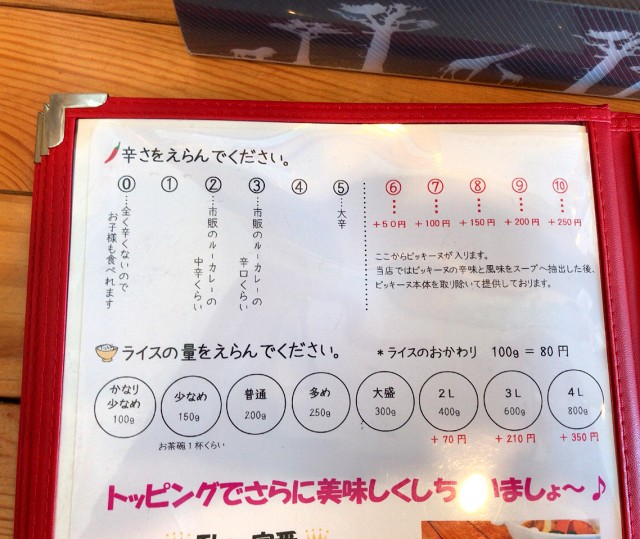 辛さをえらんでください。
⓪ ① ② ③ ④ ⑤ ⑥ ⑦ ⑧ ⑨ ⑩
…全く辛くないので
お子様も食べれます
…市販のルーカレーの
中辛くらい
…市販のルーカレーの
辛口くらい
…大辛
+50円 +100円 +150円 +200円 +250円
ここからピッキーヌが入ります。
当店ではピッキーヌの辛味と風味をスープへ抽出した後、
ピッキーヌ本体を取り除いて提供しております。
ライスの量をえらんでください。 *ライスのおかわり 100g = 80円
かなり少なめ 100g
少なめ 150g
普通 200g
多め 250g
大盛 300g
2L 400g
3L 600g
4L 800g
お茶碗1杯くらい
+70円 +210円 +350円
トッピングでさらに美味しくしち いましょ~♪